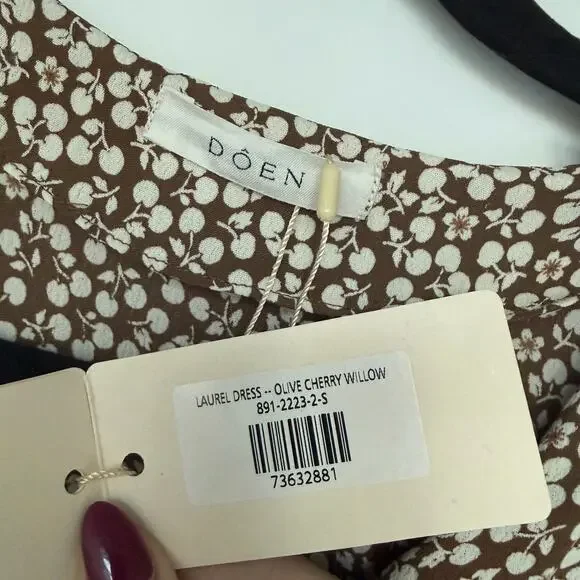 DÔEN
LAUREL DRESS -- OLIVE CHERRY WILLOW
891-2223-2-S
73632881